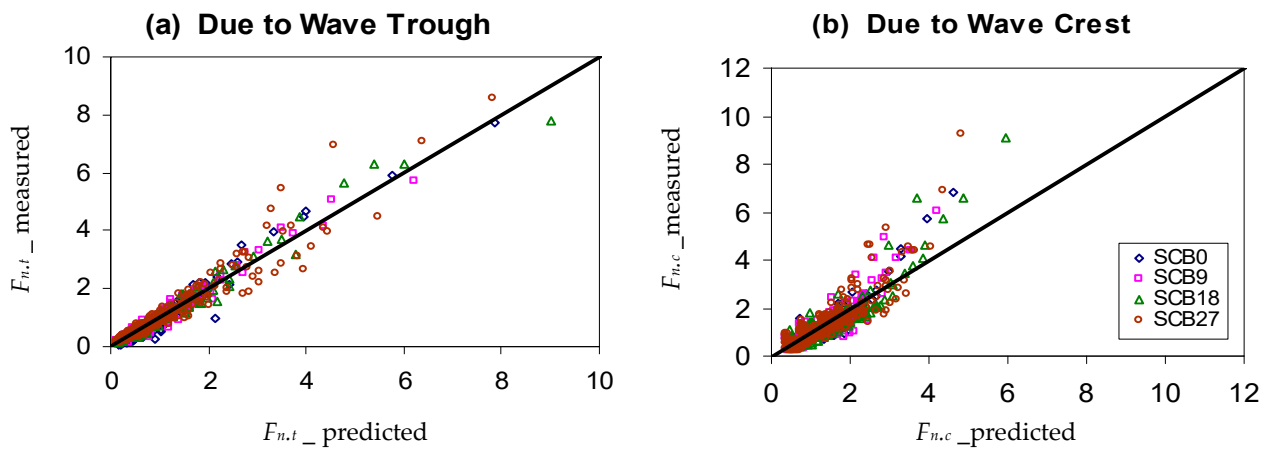 (a) Due to Wave Trough
10
8
6
4
2
0
0 2 4 6 8 10
Fn.t _ measured
Fn.t _ predicted
(b) Due to Wave Crest
12
10
8
6
4
2
0
0 2 4 6 8 10 12
Fn.c _measured
Fn.c _predicted
SCB0
SCB9
SCB18
SCB27